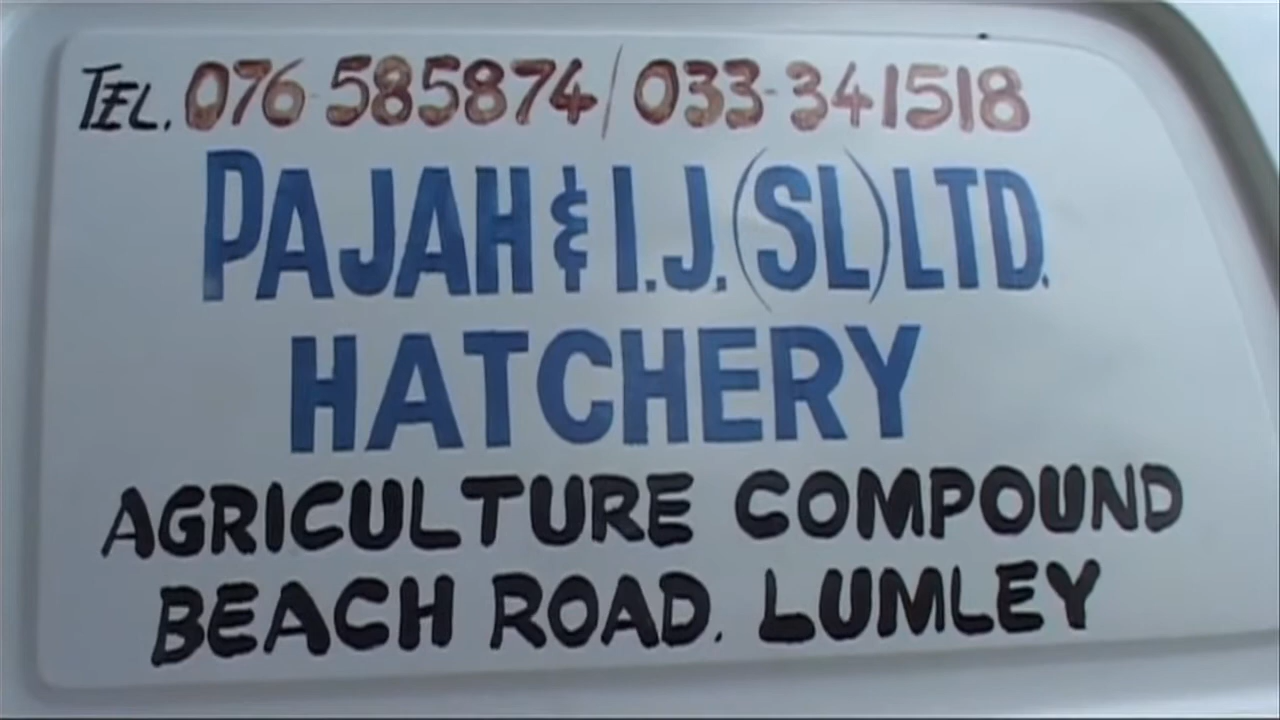 TEL. 076-585874/033-341518
PAJAH & I.J. (SL) LTD.
HATCHERY
AGRICULTURE COMPOUND
BEACH ROAD. LUMLEY